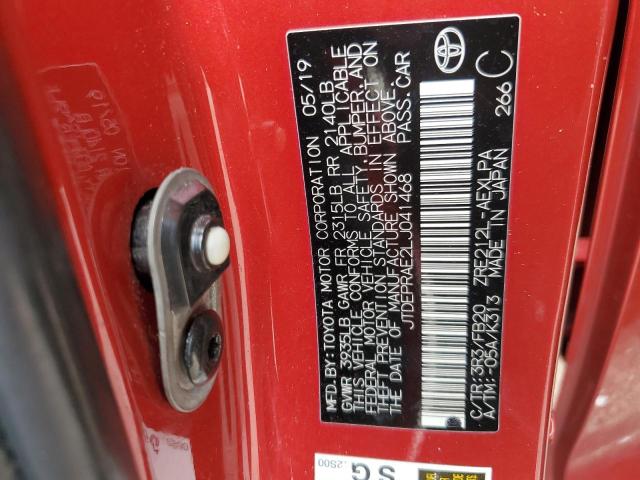 MFD. BY: TOYOTA MOTOR CORPORATION 05/19
GVWR 3935LB GAWR FR 2315LB RR 2140LB
THIS VEHICLE CONFORMS TO ALL APPLICABLE
FEDERAL MOTOR VEHICLE SAFETY, BUMPER, AND
THEFT PREVENTION STANDARDS IN EFFECT ON
THE DATE OF MANUFACTURE SHOWN ABOVE.
JTDEPRAE2LJ041468 PASS. CAR
C/TR: 3R3/FB20 ZRE212L-AEXLPA
A/TM: -05A/K313 MADE IN JAPAN
266 C
SG